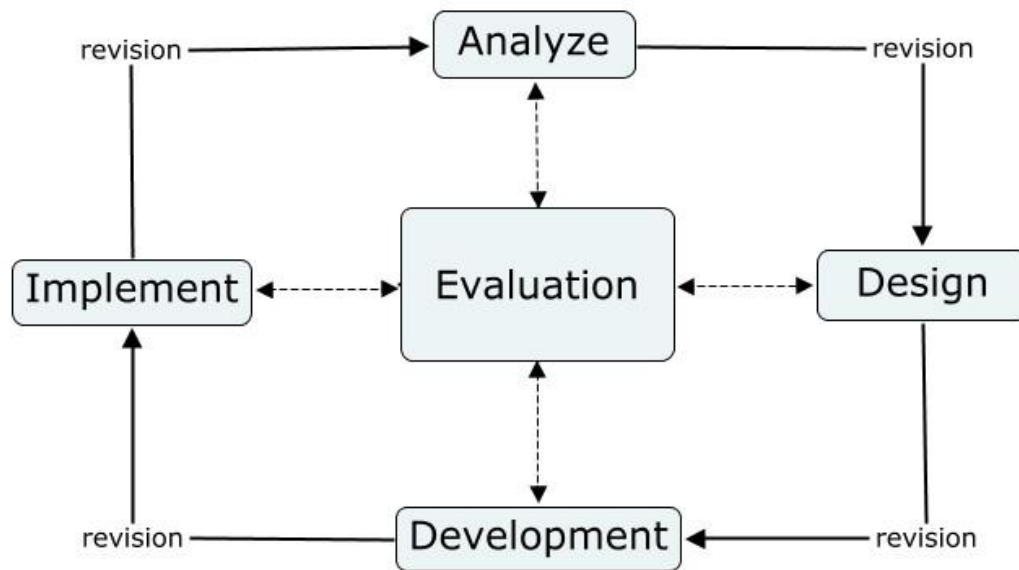 Analyze
revision
revision
Implement
Evaluation
Design
Development
revision
revision